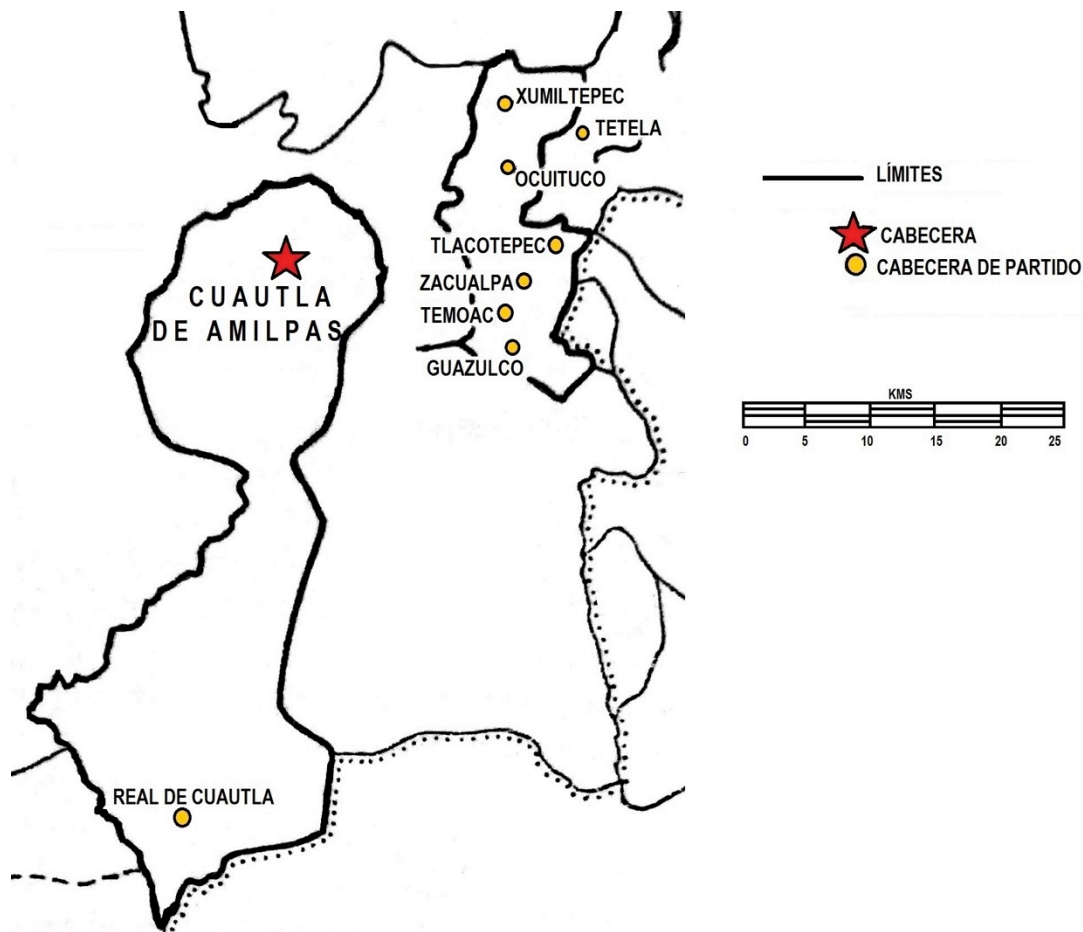 XUMILTEPEC
TETELA
OCUITUCO
LÍMITES
TLACOTEPEC
CABECERA
CUAUTLA
DE AMILPAS
ZACUALPA
CABECERA DE PARTIDO
TEMOAC
GUAZULCO
KMS
0 5 10 15 20 25
REAL DE CUAUTLA